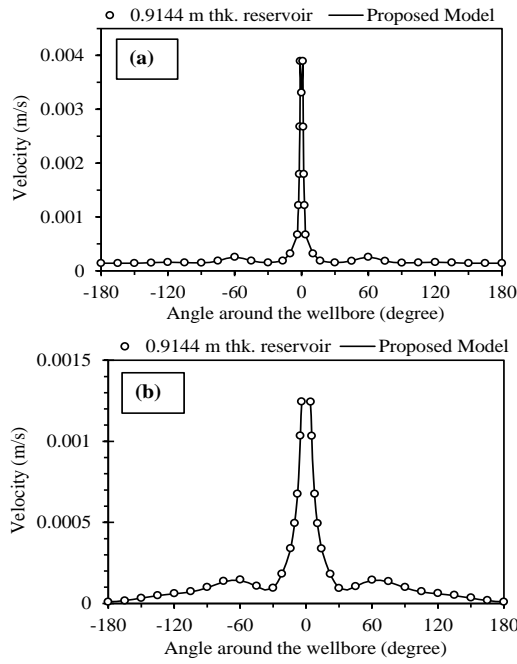 0.9144 m thk. reservoir Proposed Model
(a)
Velocity (m/s)
0.004
0.003
0.002
0.001
0
-180 -120 -60 0 60 120 180
Angle around the wellbore (degree)
0.9144 m thk. reservoir Proposed Model
(b)
Velocity (m/s)
0.0015
0.001
0.0005
0
-180 -120 -60 0 60 120 180
Angle around the wellbore (degree)